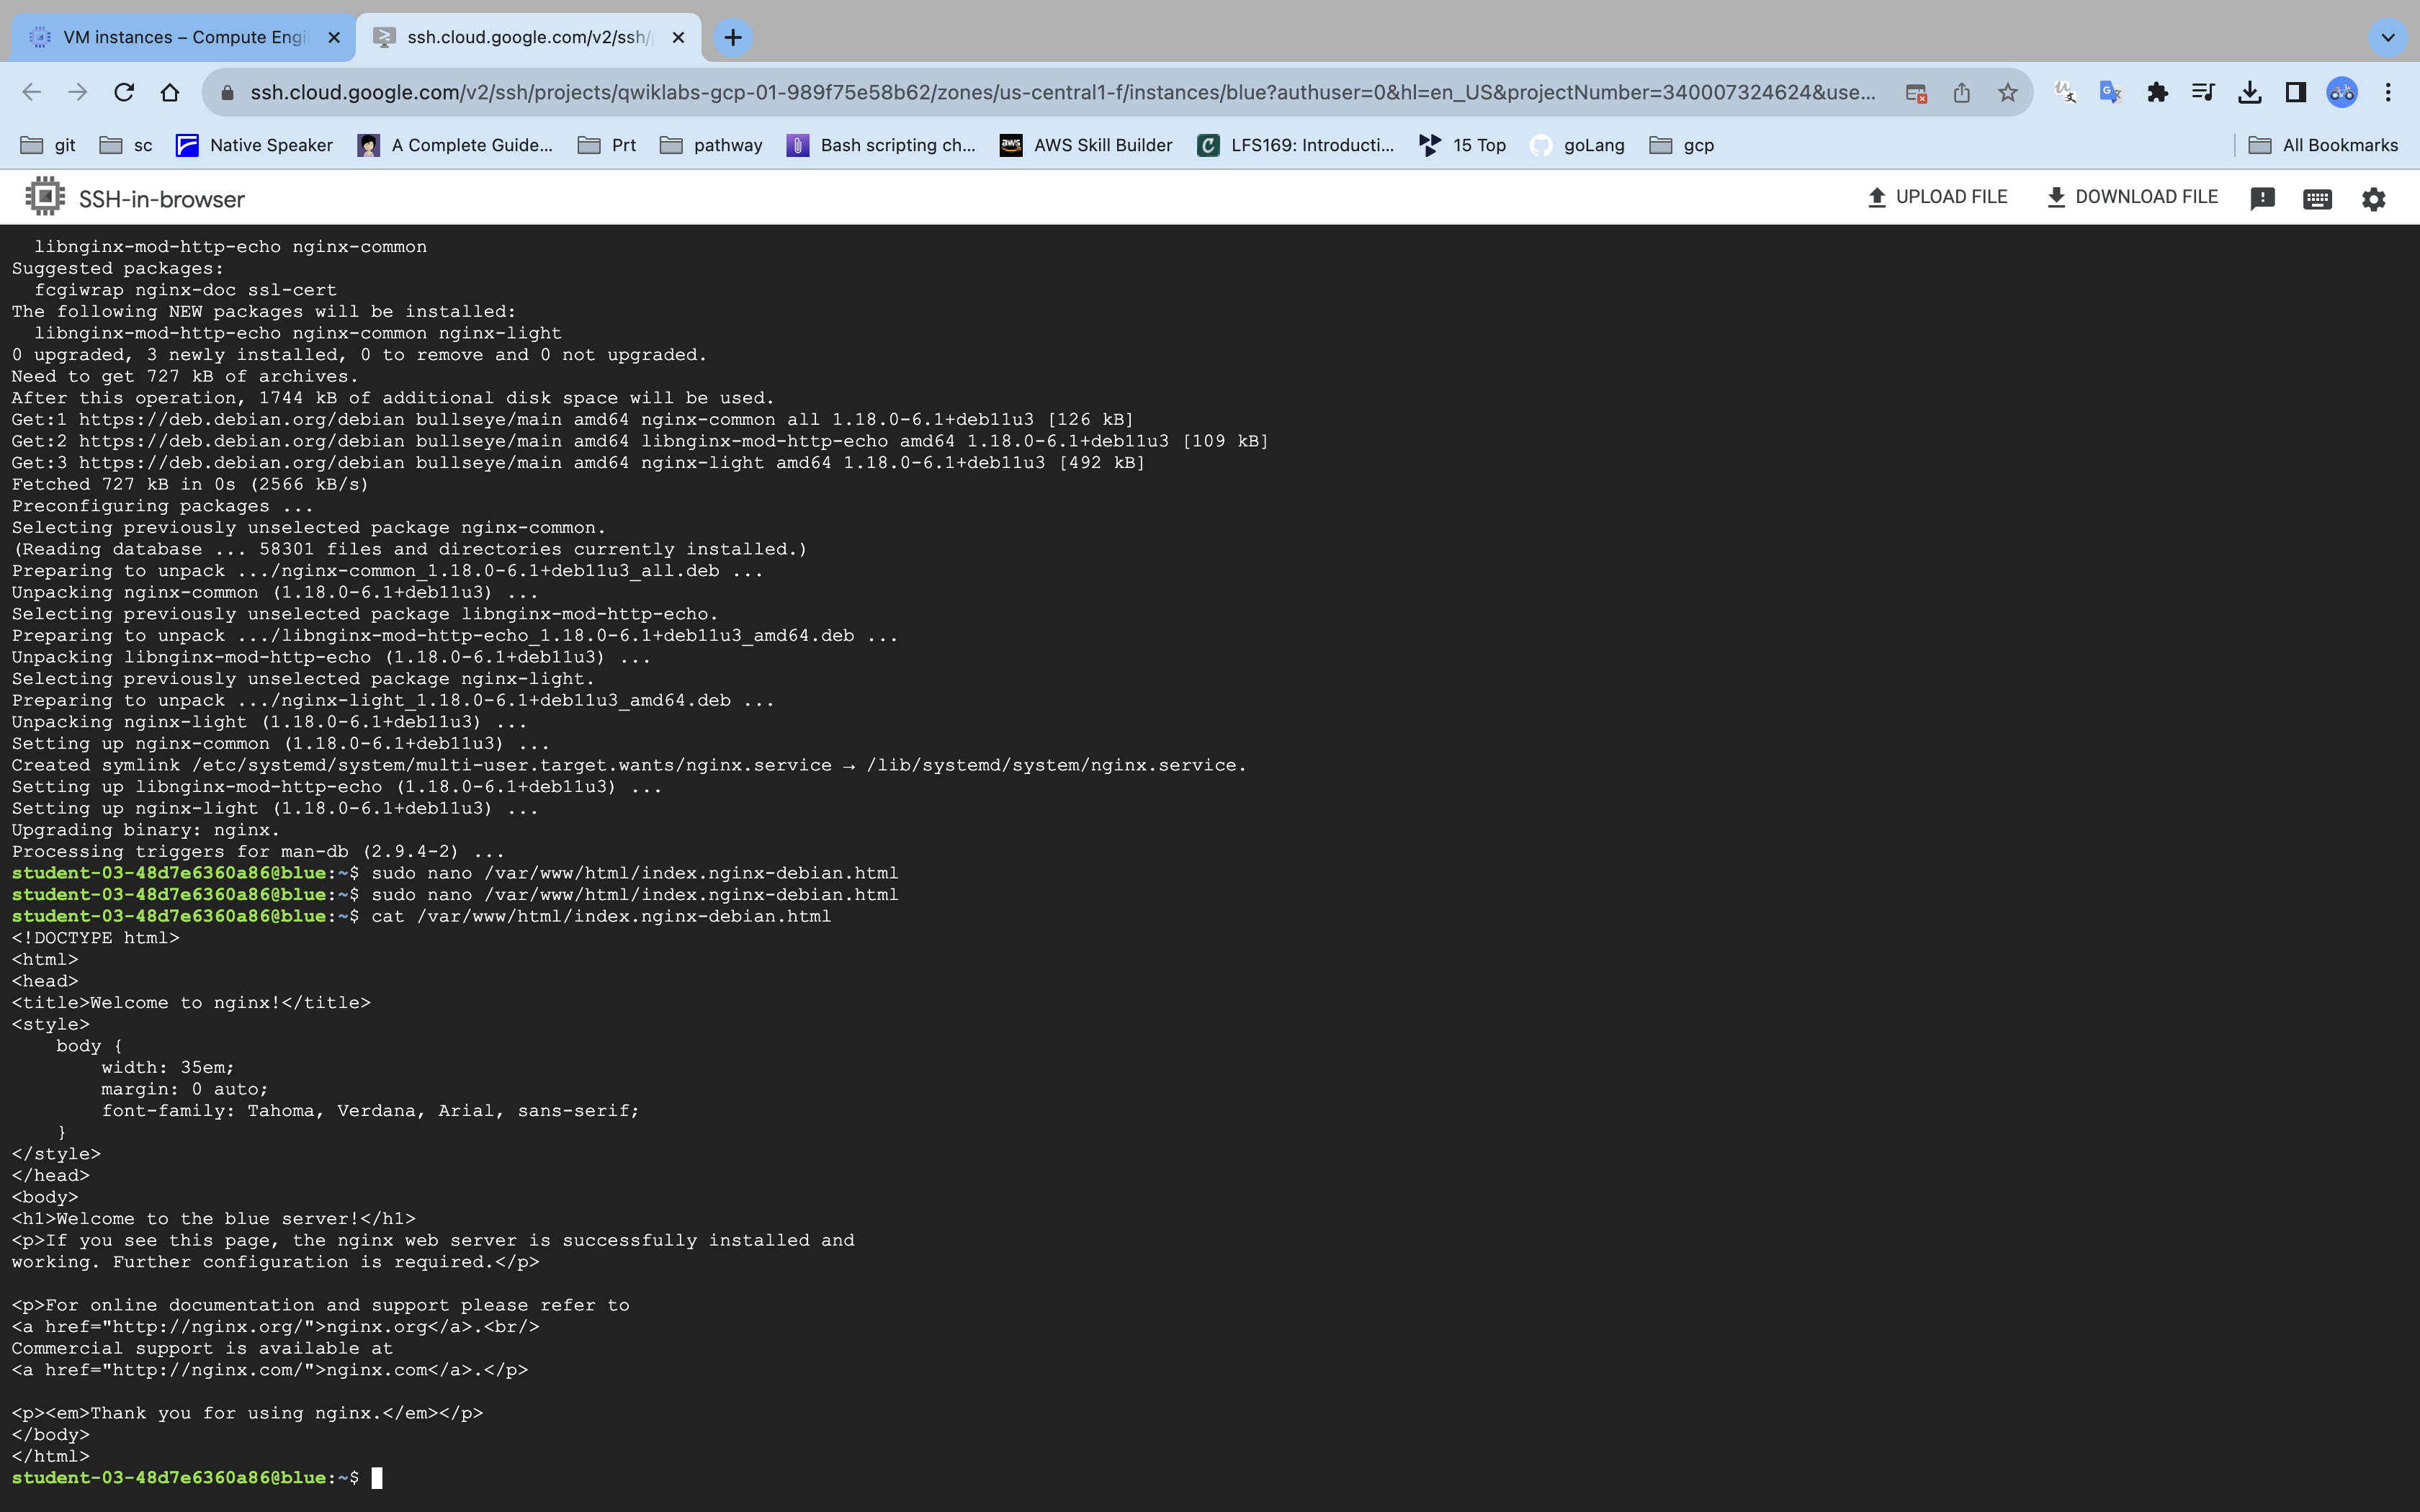 VM instances – Compute Engi
ssh.cloud.google.com/v2/ssh/
ssh.cloud.google.com/v2/ssh/projects/qwiklabs-gcp-01-989f75e58b62/zones/us-central1-f/instances/blue?authuser=0&hl=en_US&projectNumber=340007324624&use...
git sc Native Speaker A Complete Guide... Prt pathway Bash scripting ch... AWS Skill Builder LFS169: Introducti... 15 Top goLang gcp All Bookmarks
SSH-in-browser UPLOAD FILE DOWNLOAD FILE
  libnginx-mod-http-echo nginx-common
Suggested packages:
  fcgiwrap nginx-doc ssl-cert
The following NEW packages will be installed:
  libnginx-mod-http-echo nginx-common nginx-light
0 upgraded, 3 newly installed, 0 to remove and 0 not upgraded.
Need to get 727 kB of archives.
After this operation, 1744 kB of additional disk space will be used.
Get:1 https://deb.debian.org/debian bullseye/main amd64 nginx-common all 1.18.0-6.1+deb11u3 [126 kB]
Get:2 https://deb.debian.org/debian bullseye/main amd64 libnginx-mod-http-echo amd64 1.18.0-6.1+deb11u3 [109 kB]
Get:3 https://deb.debian.org/debian bullseye/main amd64 nginx-light amd64 1.18.0-6.1+deb11u3 [492 kB]
Fetched 727 kB in 0s (2566 kB/s)
Preconfiguring packages ...
Selecting previously unselected package nginx-common.
(Reading database ... 58301 files and directories currently installed.)
Preparing to unpack .../nginx-common_1.18.0-6.1+deb11u3_all.deb ...
Unpacking nginx-common (1.18.0-6.1+deb11u3) ...
Selecting previously unselected package libnginx-mod-http-echo.
Preparing to unpack .../libnginx-mod-http-echo_1.18.0-6.1+deb11u3_amd64.deb ...
Unpacking libnginx-mod-http-echo (1.18.0-6.1+deb11u3) ...
Selecting previously unselected package nginx-light.
Preparing to unpack .../nginx-light_1.18.0-6.1+deb11u3_amd64.deb ...
Unpacking nginx-light (1.18.0-6.1+deb11u3) ...
Setting up nginx-common (1.18.0-6.1+deb11u3) ...
Created symlink /etc/systemd/system/multi-user.target.wants/nginx.service → /lib/systemd/system/nginx.service.
Setting up libnginx-mod-http-echo (1.18.0-6.1+deb11u3) ...
Setting up nginx-light (1.18.0-6.1+deb11u3) ...
Upgrading binary: nginx.
Processing triggers for man-db (2.9.4-2) ...
student-03-48d7e6360a86@blue:~$ sudo nano /var/www/html/index.nginx-debian.html
student-03-48d7e6360a86@blue:~$ sudo nano /var/www/html/index.nginx-debian.html
student-03-48d7e6360a86@blue:~$ cat /var/www/html/index.nginx-debian.html
<!DOCTYPE html>
<html>
<head>
<title>Welcome to nginx!</title>
<style>
    body {
        width: 35em;
        margin: 0 auto;
        font-family: Tahoma, Verdana, Arial, sans-serif;
    }
</style>
</head>
<body>
<h1>Welcome to the blue server!</h1>
<p>If you see this page, the nginx web server is successfully installed and
working. Further configuration is required.</p>

<p>For online documentation and support please refer to
<a href="http://nginx.org/">nginx.org</a>.<br/>
Commercial support is available at
<a href="http://nginx.com/">nginx.com</a>.</p>

<p><em>Thank you for using nginx.</em></p>
</body>
</html>
student-03-48d7e6360a86@blue:~$